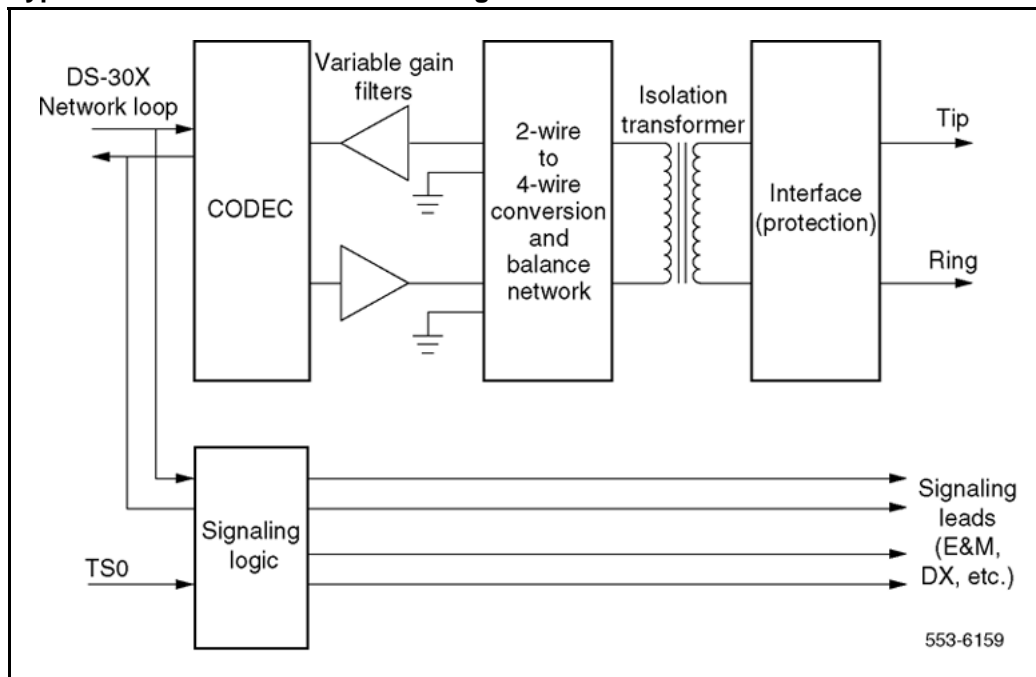 DS-30X
Network loop
Variable gain
filters
CODEC
2-wire
to
4-wire
conversion
and
balance
network
Isolation
transformer
Interface
(protection)
Tip
Ring
Signaling
logic
TS0
Signaling
leads
(E&M,
DX, etc.)
553-6159